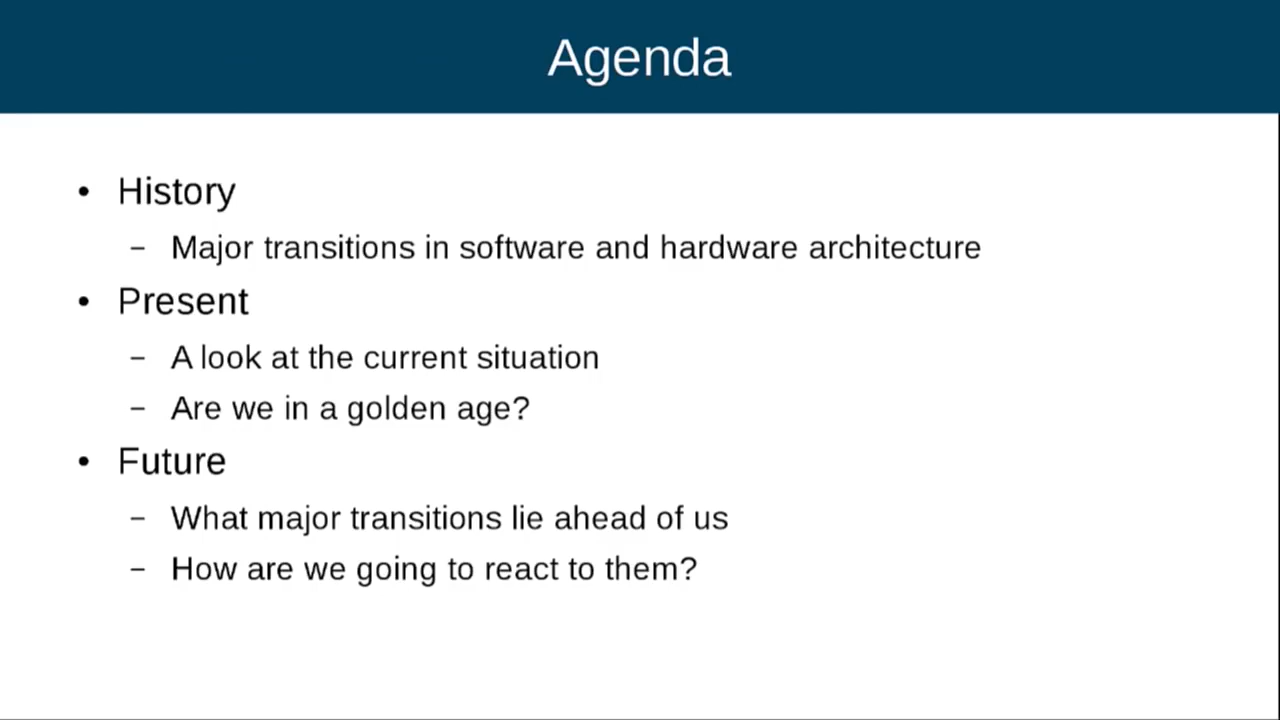 Agenda
• History
– Major transitions in software and hardware architecture
• Present
– A look at the current situation
– Are we in a golden age?
• Future
– What major transitions lie ahead of us
– How are we going to react to them?